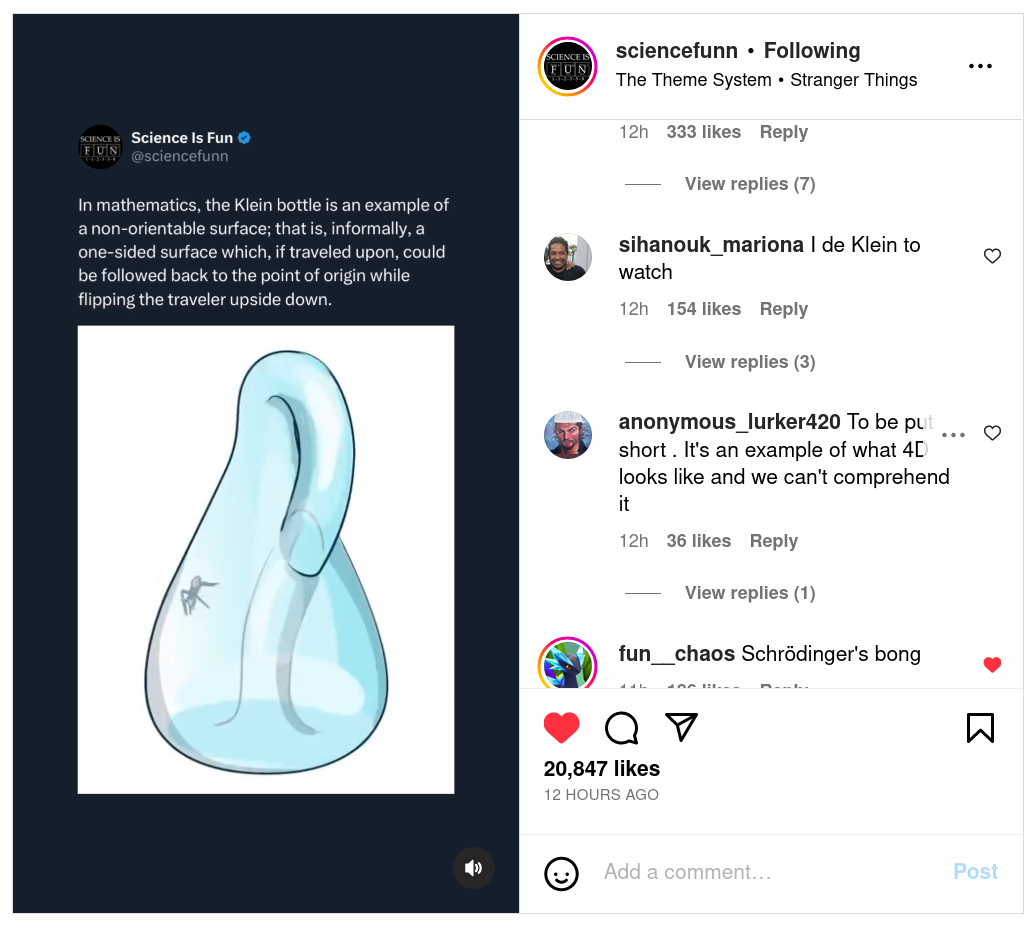 SCIENCE IS
FUN
Science Is Fun
@sciencefunn
In mathematics, the Klein bottle is an example of
a non-orientable surface; that is, informally, a
one-sided surface which, if traveled upon, could
be followed back to the point of origin while
flipping the traveler upside down.
SCIENCE IS
FUN
sciencefunn • Following
The Theme System • Stranger Things
12h 333 likes Reply
View replies (7)
sihanouk_mariona I de Klein to
watch
12h 154 likes Reply
View replies (3)
anonymous_lurker420 To be put
short . It's an example of what 4D
looks like and we can't comprehend
it
12h 36 likes Reply
View replies (1)
fun__chaos Schrödinger's bong
20,847 likes
12 HOURS AGO
Add a comment…
Post